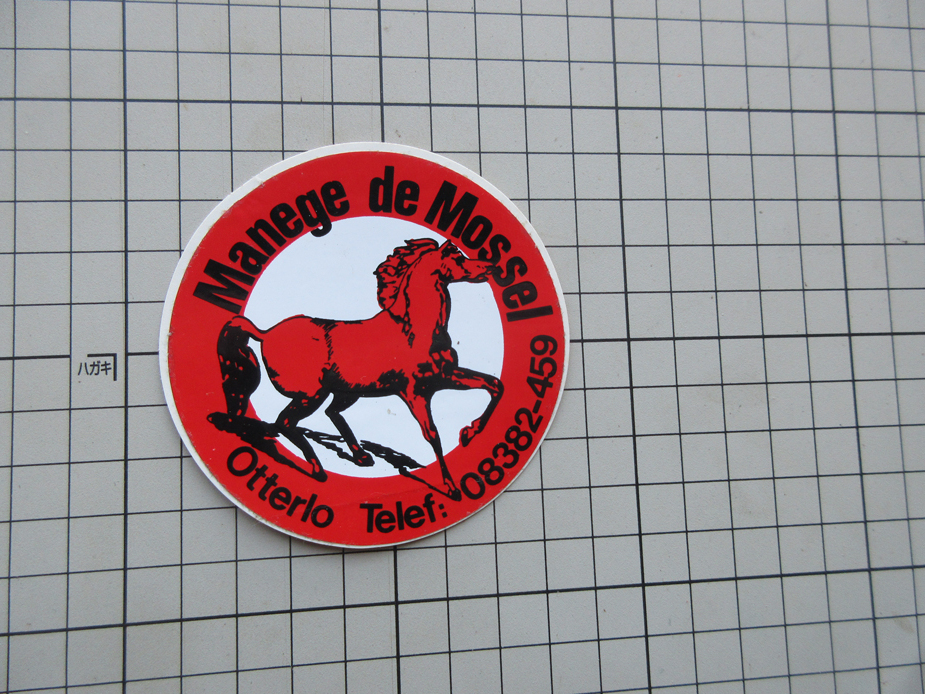 Manege de Mossel
Otterlo Telef: 08382-459
ハガキ